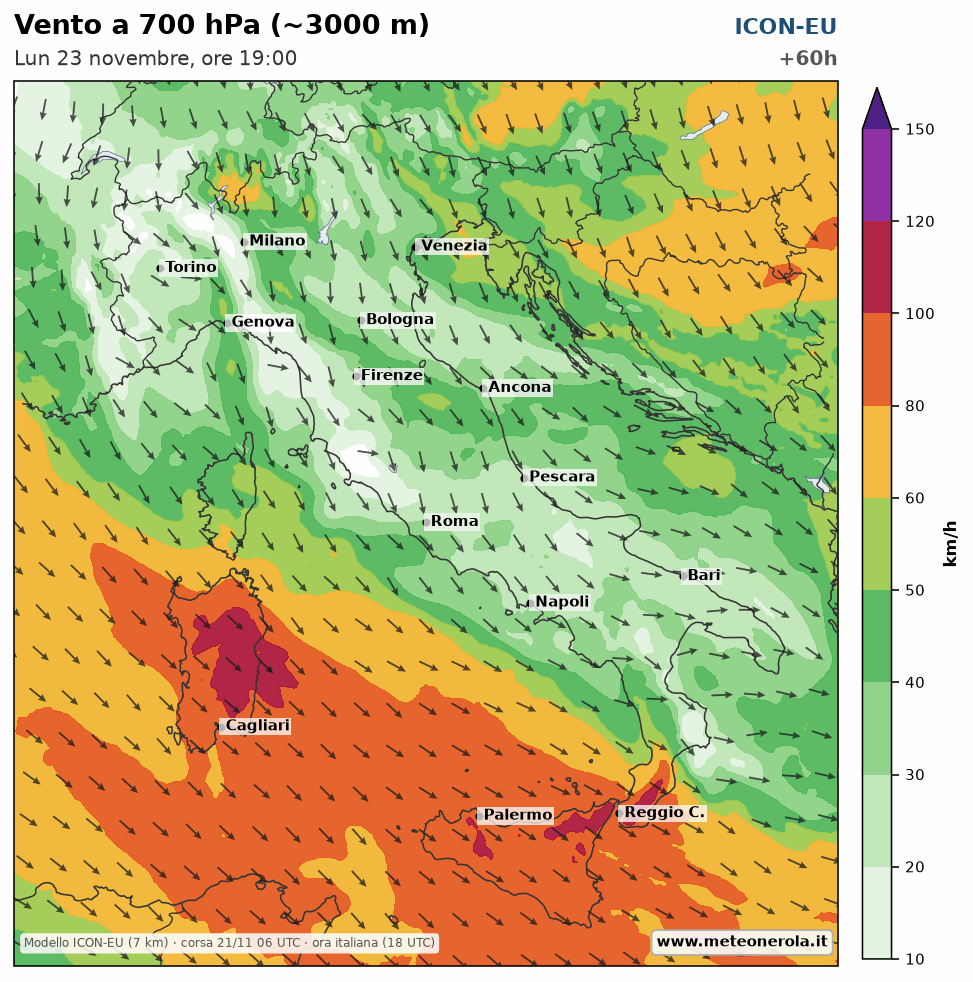 Vento a 700 hPa (~3000 m)
ICON-EU
Lun 23 novembre, ore 19:00
+60h
Milano
Venezia
Torino
Genova
Bologna
Firenze
Ancona
Pescara
Roma
Bari
Napoli
Cagliari
Palermo
Reggio C.
150
120
100
80
60
50
40
30
20
10
km/h
Modello ICON-EU (7 km) · corsa 21/11 06 UTC · ora italiana (18 UTC)
www.meteonerola.it